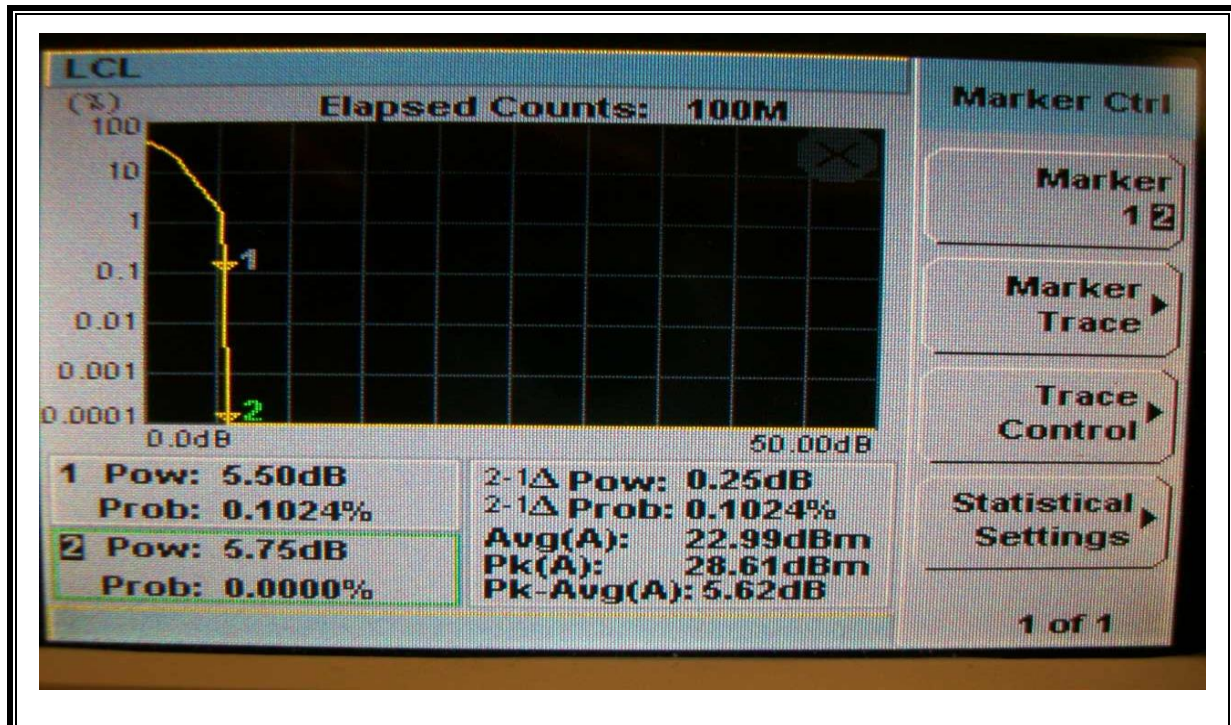 LCL
(%)
Elapsed Counts: 100M
100
10
1
0.1
0.01
0.001
0.0001
1
2
0.0dB
50.00dB
1 Pow: 5.50dB
Prob: 0.1024%
2 Pow: 5.75dB
Prob: 0.0000%
2-1Δ Pow: 0.25dB
2-1Δ Prob: 0.1024%
Avg(A): 22.99dBm
Pk(A): 28.61dBm
Pk-Avg(A): 5.62dB
Marker Ctrl
Marker
1 2
Marker
Trace
Trace
Control
Statistical
Settings
1 of 1